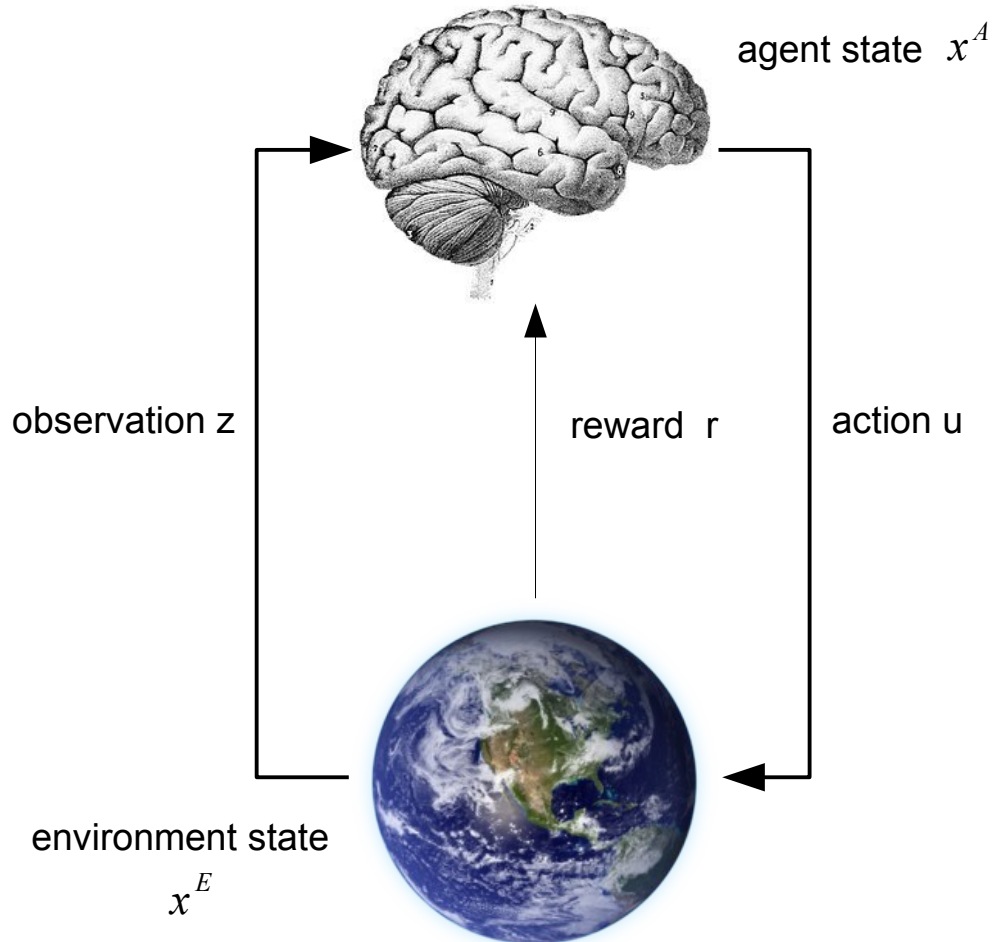 agent state x^A
observation z
reward r
action u
environment state
x^E